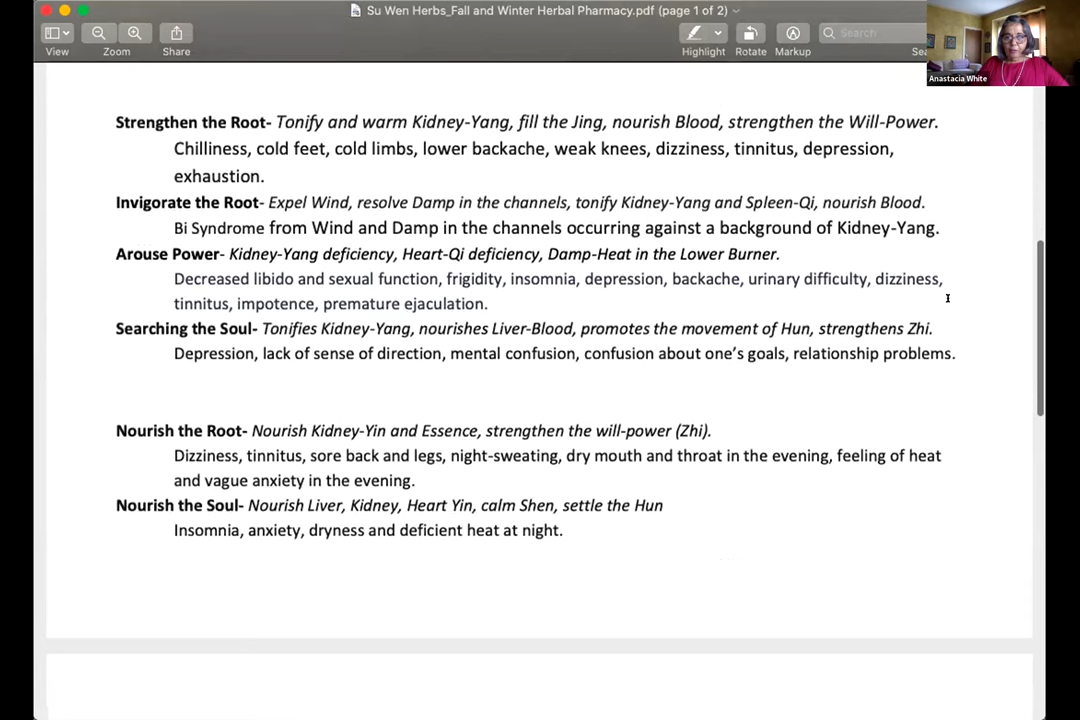 Su Wen Herbs_Fall and Winter Herbal Pharmacy.pdf (page 1 of 2)
View Zoom Share Highlight Rotate Markup Search
Anastacia White
Strengthen the Root- Tonify and warm Kidney-Yang, fill the Jing, nourish Blood, strengthen the Will-Power.
Chilliness, cold feet, cold limbs, lower backache, weak knees, dizziness, tinnitus, depression,
exhaustion.
Invigorate the Root- Expel Wind, resolve Damp in the channels, tonify Kidney-Yang and Spleen-Qi, nourish Blood.
Bi Syndrome from Wind and Damp in the channels occurring against a background of Kidney-Yang.
Arouse Power- Kidney-Yang deficiency, Heart-Qi deficiency, Damp-Heat in the Lower Burner.
Decreased libido and sexual function, frigidity, insomnia, depression, backache, urinary difficulty, dizziness,
tinnitus, impotence, premature ejaculation.
Searching the Soul- Tonifies Kidney-Yang, nourishes Liver-Blood, promotes the movement of Hun, strengthens Zhi.
Depression, lack of sense of direction, mental confusion, confusion about one's goals, relationship problems.
Nourish the Root- Nourish Kidney-Yin and Essence, strengthen the will-power (Zhi).
Dizziness, tinnitus, sore back and legs, night-sweating, dry mouth and throat in the evening, feeling of heat
and vague anxiety in the evening.
Nourish the Soul- Nourish Liver, Kidney, Heart Yin, calm Shen, settle the Hun
Insomnia, anxiety, dryness and deficient heat at night.